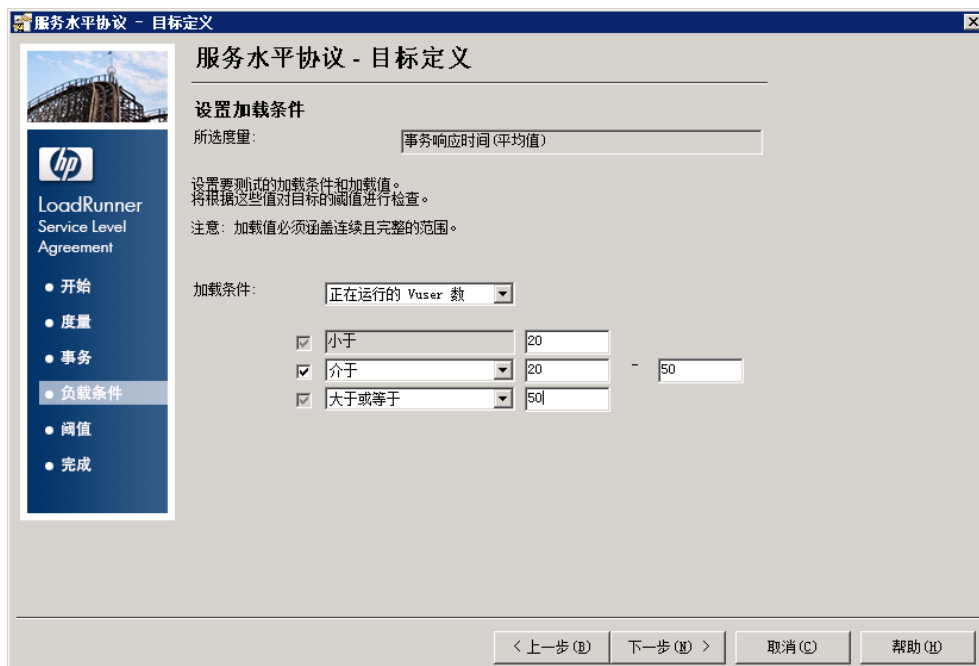 服务水平协议 - 目标定义
服务水平协议 - 目标定义
设置加载条件
所选度量:
事务响应时间(平均值)
设置要测试的加载条件和加载值。
将根据这些值对目标的阈值进行检查。
注意: 加载值必须涵盖连续且完整的范围。
hp
LoadRunner
Service Level
Agreement
开始
度量
事务
负载条件
阈值
完成
加载条件:
正在运行的 Vuser 数
小于 20
介于 20 - 50
大于或等于 50
< 上一步(B)
下一步(N) >
取消(C)
帮助(H)